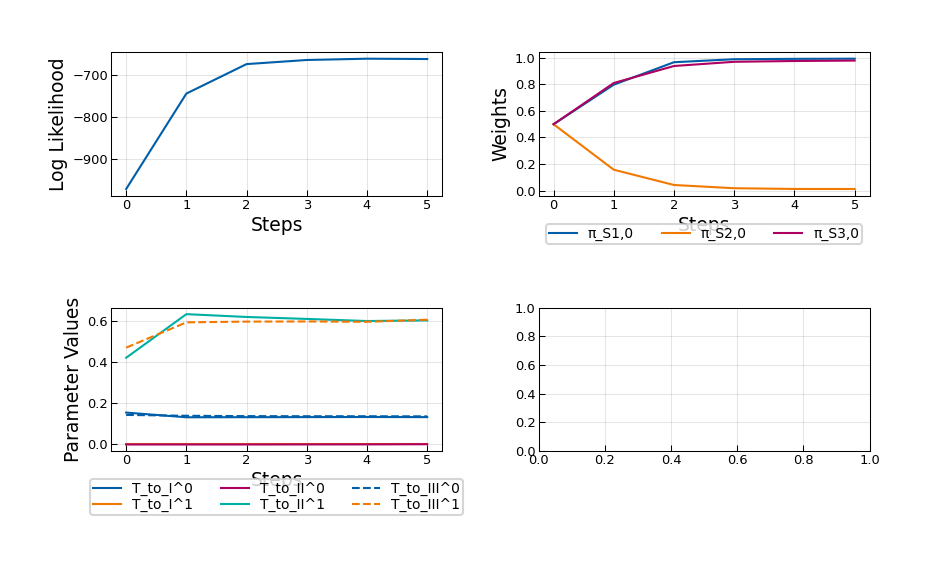 Log Likelihood
−700
−800
−900
0 1 2 3 4 5
Steps
Weights
1.0
0.8
0.6
0.4
0.2
0.0
0 1 2 3 4 5
Steps
π_S1,0 π_S2,0 π_S3,0
Parameter Values
0.6
0.4
0.2
0.0
0 1 2 3 4 5
Steps
T_to_I^0 T_to_II^0 T_to_III^0
T_to_I^1 T_to_II^1 T_to_III^1
1.0
0.8
0.6
0.4
0.2
0.0
0.0 0.2 0.4 0.6 0.8 1.0